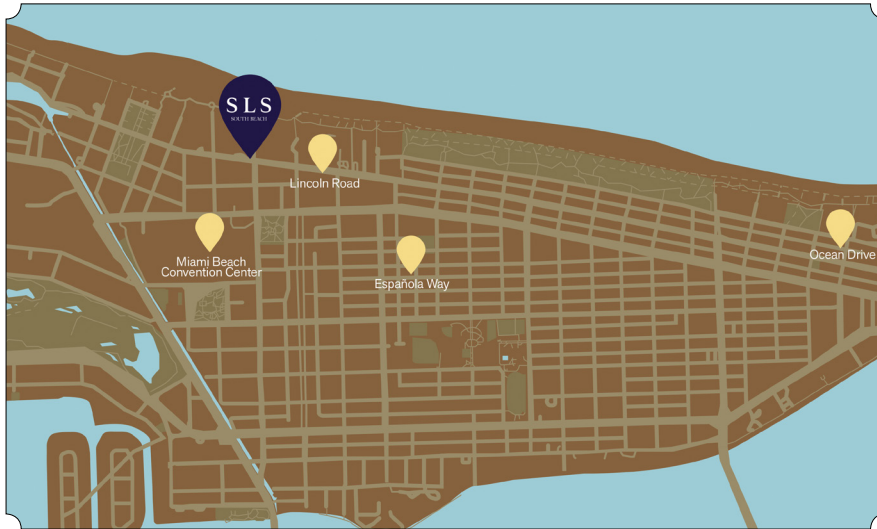 SLS
SOUTH BEACH
Lincoln Road
Miami Beach
Convention Center
Española Way
Ocean Drive